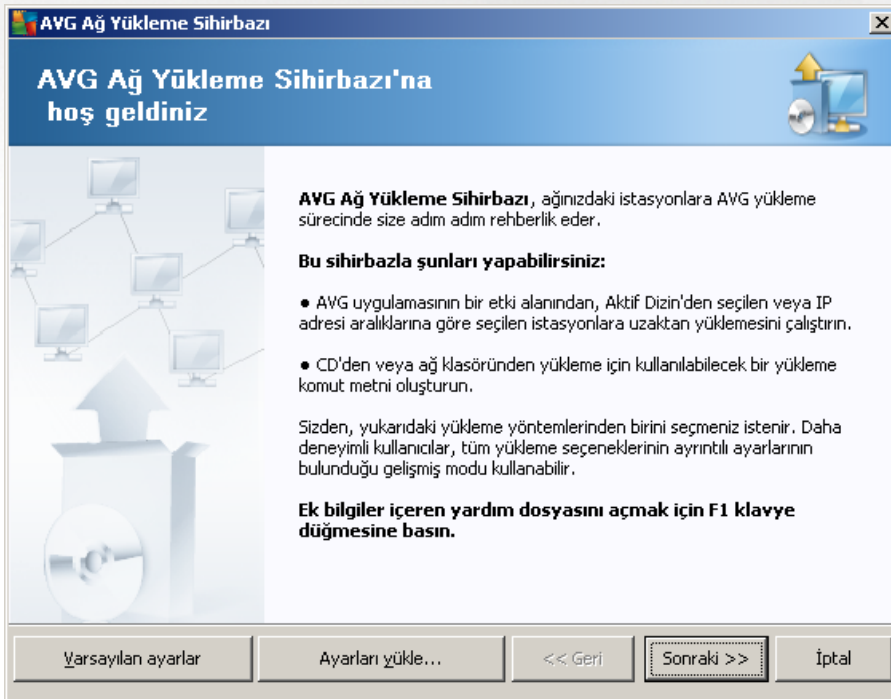 AVG Ağ Yükleme Sihirbazı
AVG Ağ Yükleme Sihirbazı'na
hoş geldiniz
AVG Ağ Yükleme Sihirbazı, ağınızdaki istasyonlara AVG yükleme
sürecinde size adım adım rehberlik eder.
Bu sihirbazla şunları yapabilirsiniz:
● AVG uygulamasının bir etki alanından, Aktif Dizin'den seçilen veya IP
adresi aralıklarına göre seçilen istasyonlara uzaktan yüklemesini çalıştırın.
● CD'den veya ağ klasöründen yükleme için kullanılabilecek bir yükleme
komut metni oluşturun.
Sizden, yukarıdaki yükleme yöntemlerinden birini seçmeniz istenir. Daha
deneyimli kullanıcılar, tüm yükleme seçeneklerinin ayrıntılı ayarlarının
bulunduğu gelişmiş modu kullanabilir.
Ek bilgiler içeren yardım dosyasını açmak için F1 klavye
düğmesine basın.
Varsayılan ayarlar
Ayarları yükle...
<< Geri
Sonraki >>
İptal